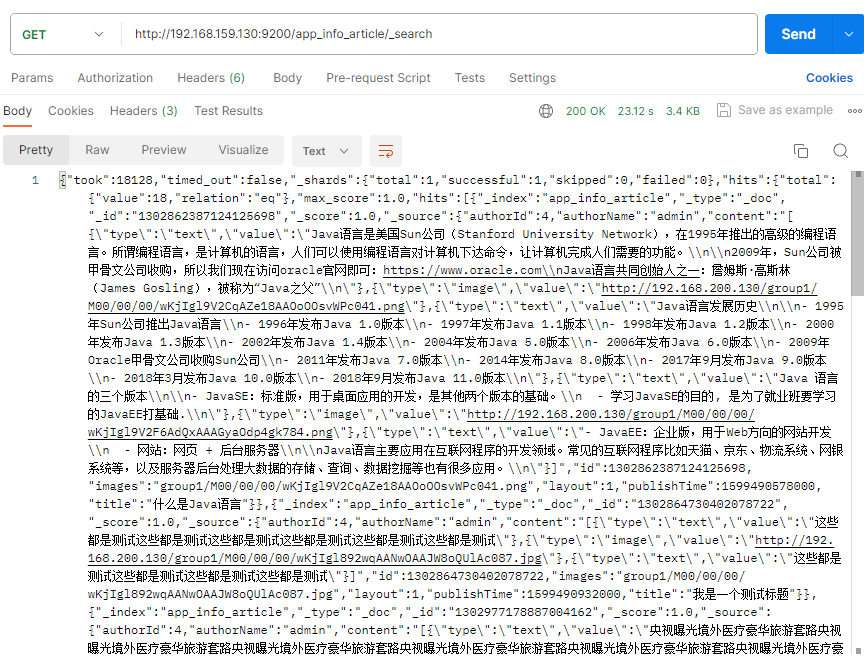 GET
http://192.168.159.130:9200/app_info_article/_search
Send
Params Authorization Headers (6) Body Pre-request Script Tests Settings Cookies
Body Cookies Headers (3) Test Results 200 OK 23.12 s 3.4 KB Save as example
Pretty Raw Preview Visualize Text
1 {"took":18128,"timed_out":false,"_shards":{"total":1,"successful":1,"skipped":0,"failed":0},"hits":{"total":
{"value":18,"relation":"eq"},"max_score":1.0,"hits":[{"_index":"app_info_article","_type":"_doc",
"_id":"1302862387124125698","_score":1.0,"_source":{"authorId":4,"authorName":"admin","content":"[
{\"type\":\"text\",\"value\":\"Java语言是美国Sun公司（Stanford University Network），在1995年推出的高级的编程语
言。所谓编程语言，是计算机的语言，人们可以使用编程语言对计算机下达命令，让计算机完成人们需要的功能。\\n\\n2009年，Sun公司被
甲骨文公司收购，所以我们现在访问oracle官网即可：https://www.oracle.com\\nJava语言共同创始人之一：詹姆斯·高斯林
（James Gosling），被称为“Java之父”\\n\"},{\"type\":\"image\",\"value\":\"http://192.168.200.130/group1/
M00/00/00/wKjIgl9V2CqAZe18AAOoOOsvWPc041.png\"},{\"type\":\"text\",\"value\":\"Java语言发展历史\\n\\n- 1995
年Sun公司推出Java语言\\n- 1996年发布Java 1.0版本\\n- 1997年发布Java 1.1版本\\n- 1998年发布Java 1.2版本\\n- 2000
年发布Java 1.3版本\\n- 2002年发布Java 1.4版本\\n- 2004年发布Java 5.0版本\\n- 2006年发布Java 6.0版本\\n- 2009年
Oracle甲骨文公司收购Sun公司\\n- 2011年发布Java 7.0版本\\n- 2014年发布Java 8.0版本\\n- 2017年9月发布Java 9.0版本
\\n- 2018年3月发布Java 10.0版本\\n- 2018年9月发布Java 11.0版本\\n\"},{\"type\":\"text\",\"value\":\"Java 语言
的三个版本\\n\\n- JavaSE：标准版，用于桌面应用的开发，是其他两个版本的基础。\\n  - 学习JavaSE的目的, 是为了就业班要学习
的JavaEE打基础.\\n\"},{\"type\":\"image\",\"value\":\"http://192.168.200.130/group1/M00/00/00/
wKjIgl9V2F6AdQxAAAGyaOdp4gk784.png\"},{\"type\":\"text\",\"value\":\"- JavaEE：企业版，用于Web方向的网站开发
\\n  - 网站：网页 + 后台服务器\\n\\nJava语言主要应用在互联网程序的开发领域。常见的互联网程序比如天猫、京东、物流系统、网银
系统等，以及服务器后台处理大数据的存储、查询、数据挖掘等也有很多应用。\\n\"}]","id":1302862387124125698,
"images":"group1/M00/00/00/wKjIgl9V2CqAZe18AAOoOOsvWPc041.png","layout":1,"publishTime":1599490578000,
"title":"什么是Java语言"}},{"_index":"app_info_article","_type":"_doc","_id":"1302864730402078722",
"_score":1.0,"_source":{"authorId":4,"authorName":"admin","content":"[{\"type\":\"text\",\"value\":\"这些
都是测试这些都是测试这些都是测试这些都是测试这些都是测试这些都是测试\"},{\"type\":\"image\",\"value\":\"http://192.
168.200.130/group1/M00/00/00/wKjIgl892wqAANwOAAJW8oQUlAc087.jpg\"},{\"type\":\"text\",\"value\":\"这些都是
测试这些都是测试这些都是测试这些都是测试\"}]","id":1302864730402078722,"images":"group1/M00/00/00/
wKjIgl892wqAANwOAAJW8oQUlAc087.jpg","layout":1,"publishTime":1599490932000,"title":"我是一个测试标题"}},
{"_index":"app_info_article","_type":"_doc","_id":"1302977178887004162","_score":1.0,"_source":
{"authorId":4,"authorName":"admin","content":"[{\"type\":\"text\",\"value\":\"央视曝光境外医疗豪华旅游套路央视
曝光境外医疗豪华旅游套路央视曝光境外医疗豪华旅游套路央视曝光境外医疗豪华旅游套路央视曝光境外医疗豪